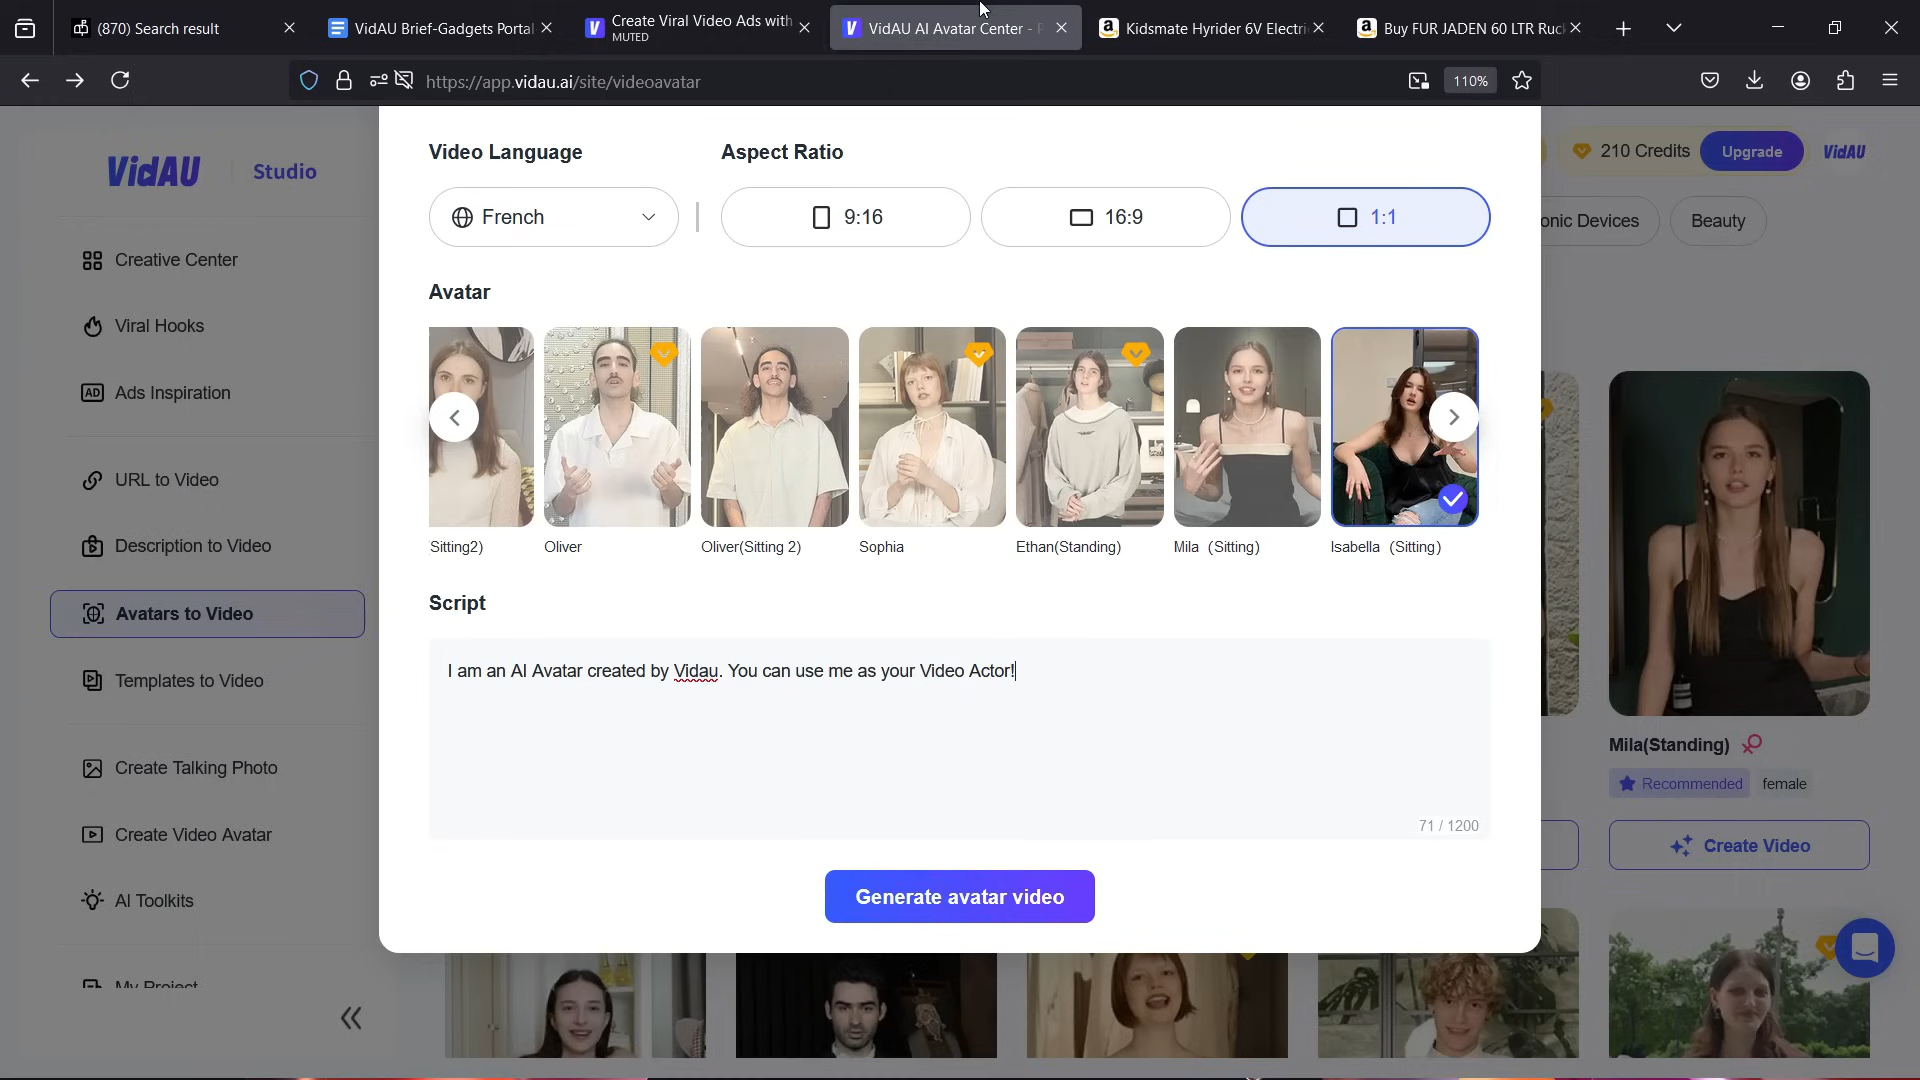 (870) Search result
VidAU Brief-Gadgets Portal
Create Viral Video Ads with
MUTED
VidAU AI Avatar Center - P
Kidsmate Hyrider 6V Electri
Buy FUR JADEN 60 LTR Ruc
https://app.vidau.ai/site/videoavatar
110%
VidAU
Studio
210 Credits
Upgrade
VidAU
Creative Center
Viral Hooks
AD
Ads Inspiration
URL to Video
Description to Video
Avatars to Video
Templates to Video
Create Talking Photo
Create Video Avatar
AI Toolkits
My Project
Video Language
Aspect Ratio
French
9:16
16:9
1:1
Avatar
Sitting2)
Oliver
Oliver(Sitting 2)
Sophia
Ethan(Standing)
Mila (Sitting)
Isabella (Sitting)
Script
I am an AI Avatar created by Vidau. You can use me as your Video Actor!
71 / 1200
Generate avatar video
onic Devices
Beauty
Mila(Standing)
Recommended
female
Create Video